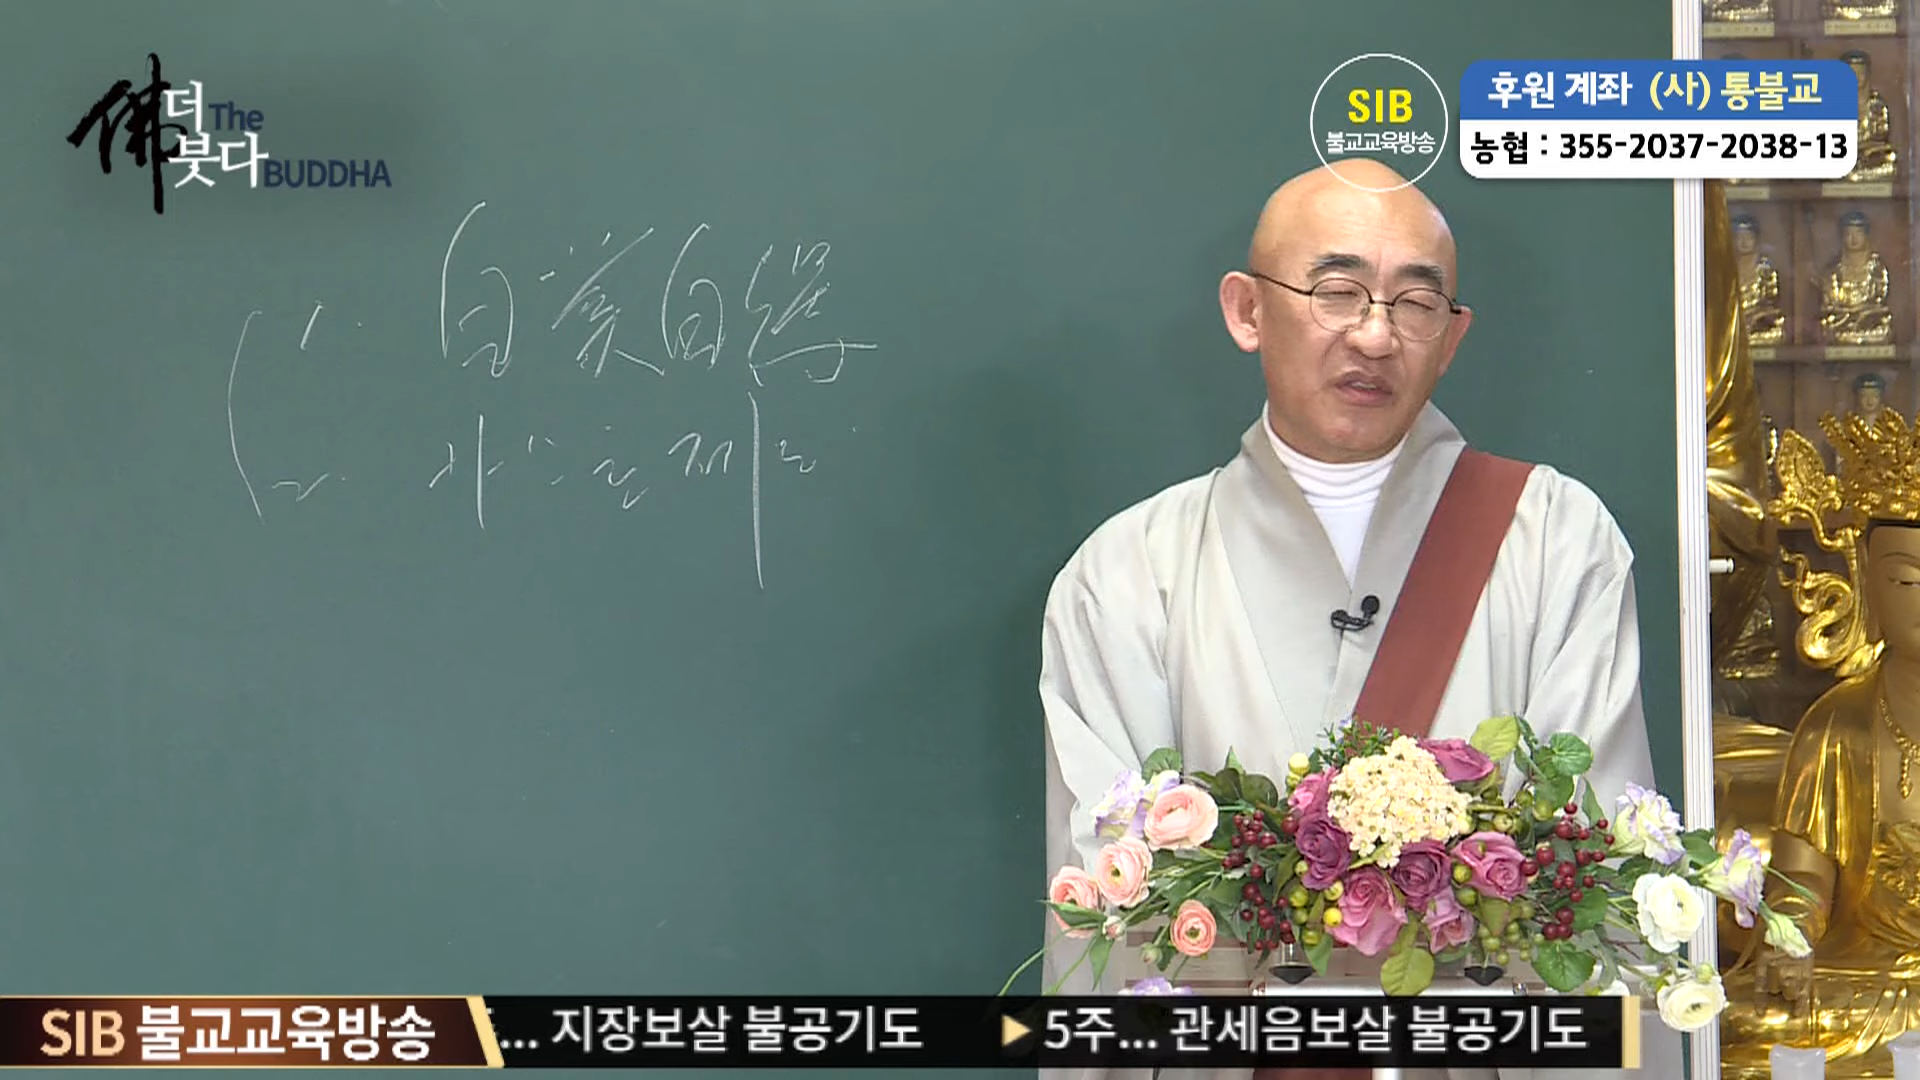 佛
더 The
붓다 BUDDHA
SIB
불교교육방송
후원 계좌 (사) 통불교
농협 : 355-2037-2038-13
1. 自業自得
2.
SIB 불교교육방송
... 지장보살 불공기도 ▶ 5주... 관세음보살 불공기도